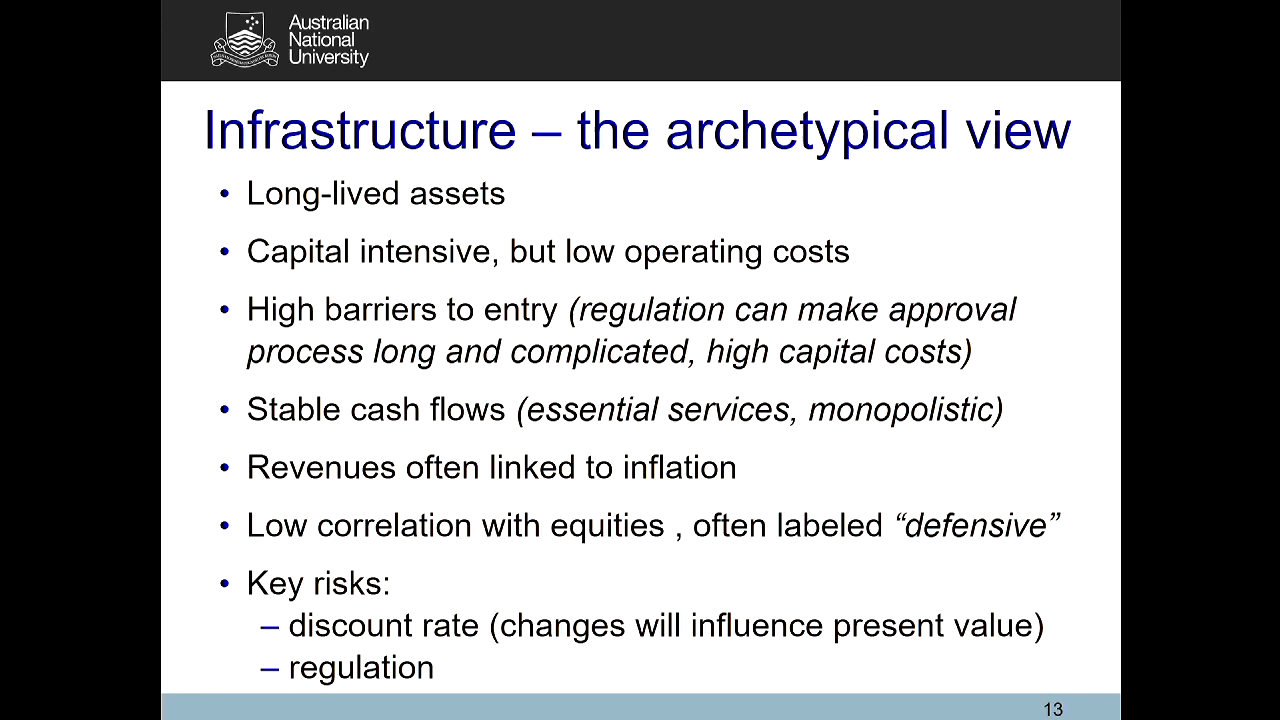 Australian
National
University
Infrastructure – the archetypical view
• Long-lived assets
• Capital intensive, but low operating costs
• High barriers to entry (regulation can make approval
process long and complicated, high capital costs)
• Stable cash flows (essential services, monopolistic)
• Revenues often linked to inflation
• Low correlation with equities , often labeled “defensive”
• Key risks:
– discount rate (changes will influence present value)
– regulation
13